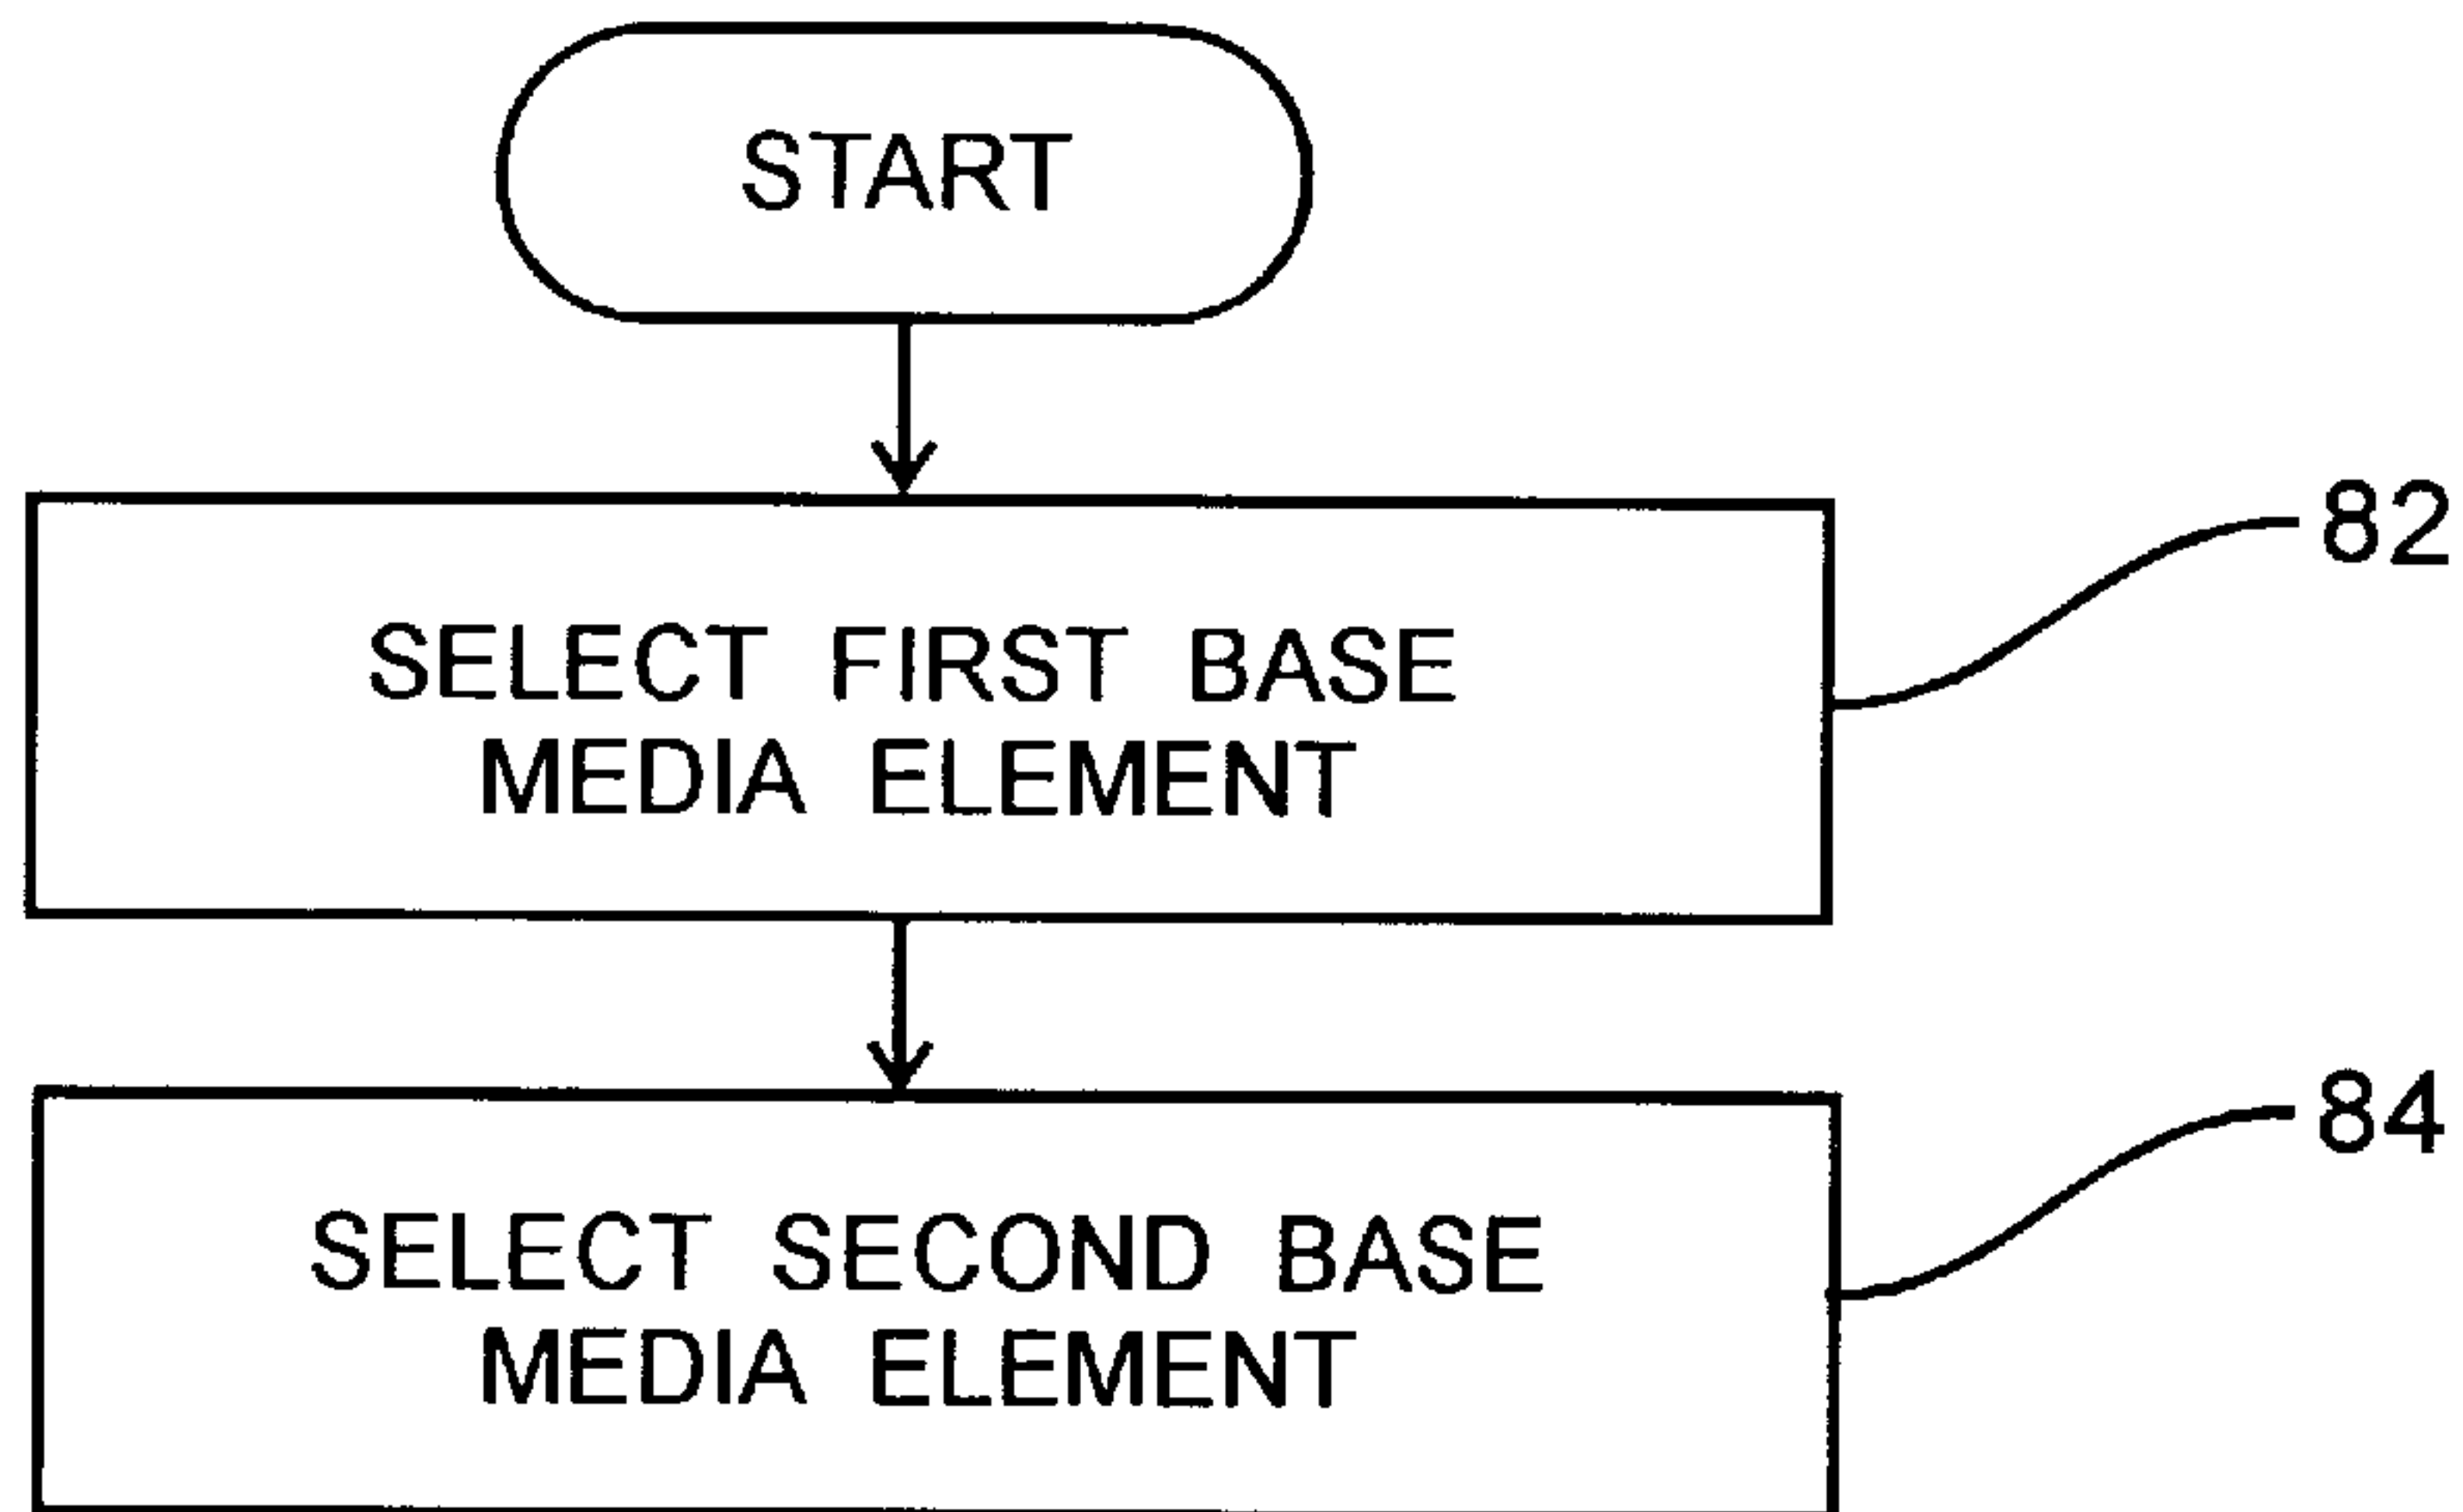 START
SELECT FIRST BASE
MEDIA ELEMENT
82
SELECT SECOND BASE
MEDIA ELEMENT
84